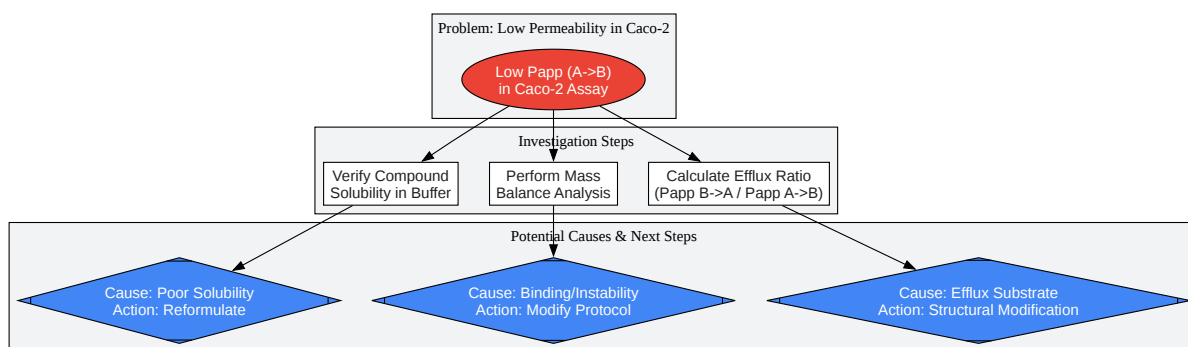 Problem: Low Permeability in Caco-2
Low Papp (A->B)
in Caco-2 Assay
Investigation Steps
Verify Compound
Solubility in Buffer
Perform Mass
Balance Analysis
Calculate Efflux Ratio
(Papp B->A / Papp A->B)
Potential Causes & Next Steps
Cause: Poor Solubility
Action: Reformulate
Cause: Binding/Instability
Action: Modify Protocol
Cause: Efflux Substrate
Action: Structural Modification